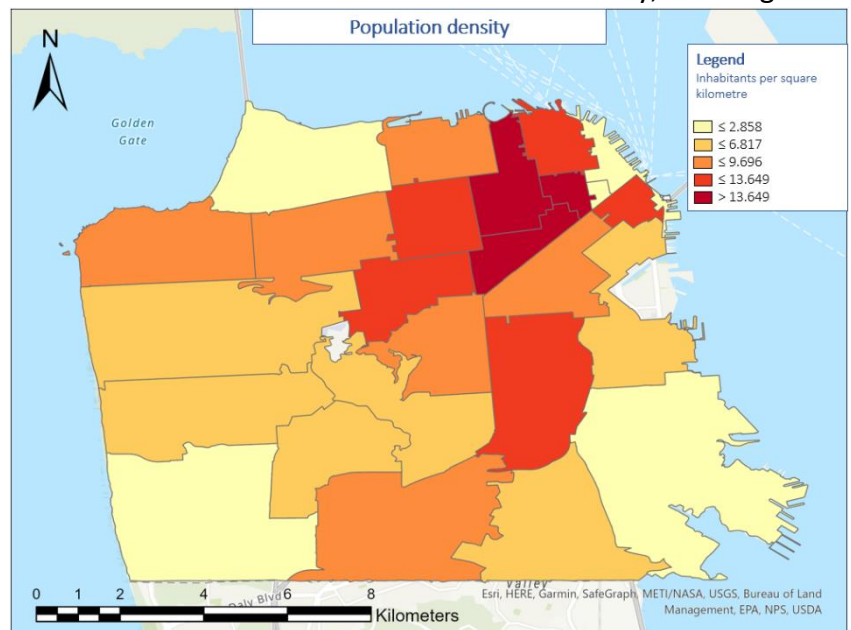 Population density
N
Legend
Inhabitants per square
kilometre
≤ 2.858
≤ 6.817
≤ 9.696
≤ 13.649
> 13.649
Golden
Gate
0 1 2 4 6 8
Kilometers
Daly Blvd
Valley
Esri, HERE, Garmin, SafeGraph, METI/NASA, USGS, Bureau of Land
Management, EPA, NPS, USDA